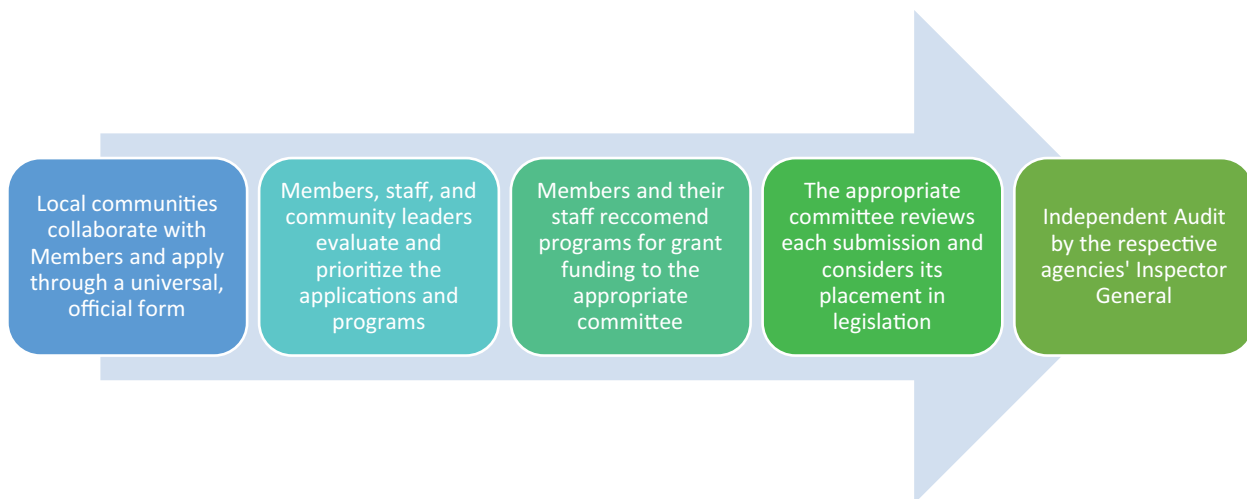 Local communities
collaborate with
Members and apply
through a universal,
official form
Members, staff, and
community leaders
evaluate and
prioritize the
applications and
programs
Members and their
staff reccomend
programs for grant
funding to the
appropriate
committee
The appropriate
committee reviews
each submission and
considers its
placement in
legislation
Independent Audit
by the respective
agencies' Inspector
General